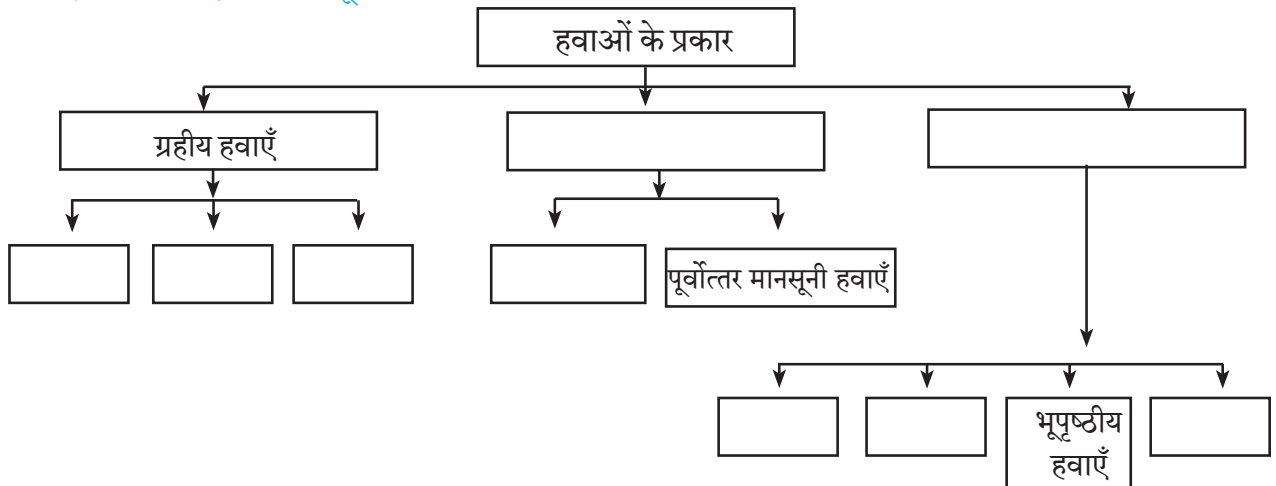 हवाओं के प्रकार
ग्रहीय हवाएँ
पूर्वोत्तर मानसूनी हवाएँ
भूपृष्ठीय
हवाएँ